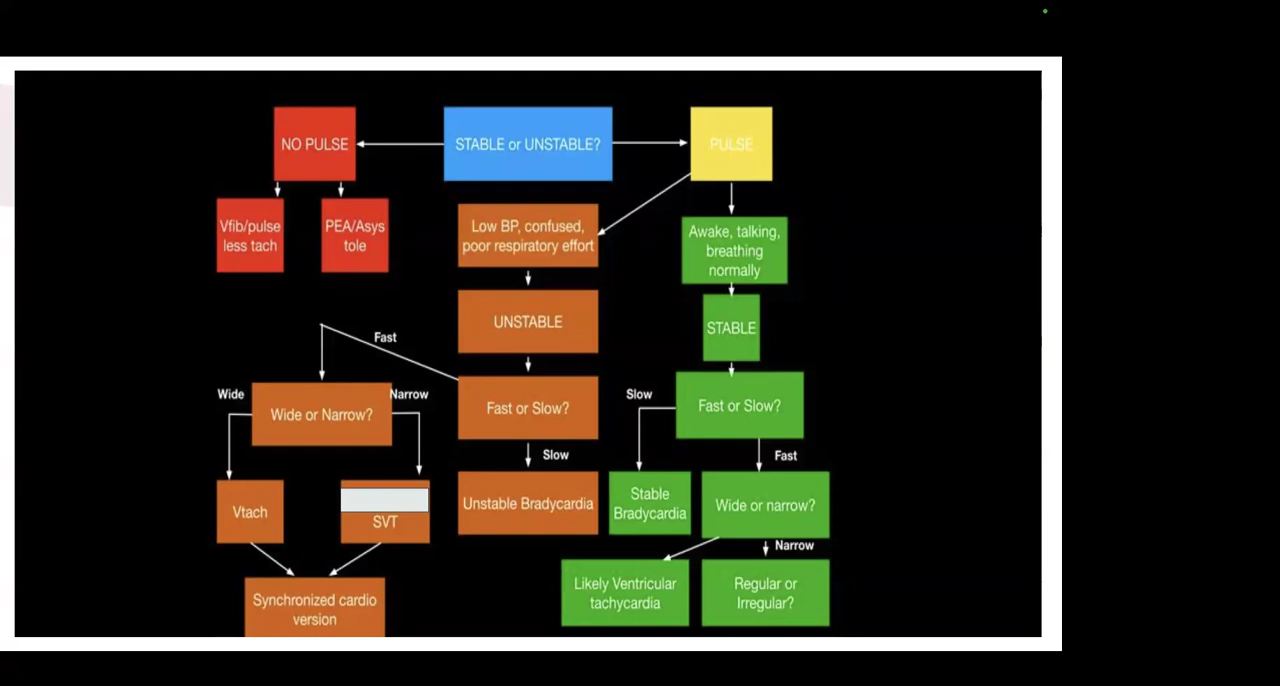 NO PULSE
STABLE or UNSTABLE?
PULSE
Vfib/pulse
less tach
PEA/Asys
tole
Low BP, confused,
poor respiratory effort
Awake, talking,
breathing
normally
UNSTABLE
STABLE
Fast
Wide
Wide or Narrow?
Narrow
Fast or Slow?
Slow
Fast or Slow?
Slow
Fast
Vtach
SVT
Unstable Bradycardia
Stable
Bradycardia
Wide or narrow?
Narrow
Synchronized cardio
version
Likely Ventricular
tachycardia
Regular or
Irregular?